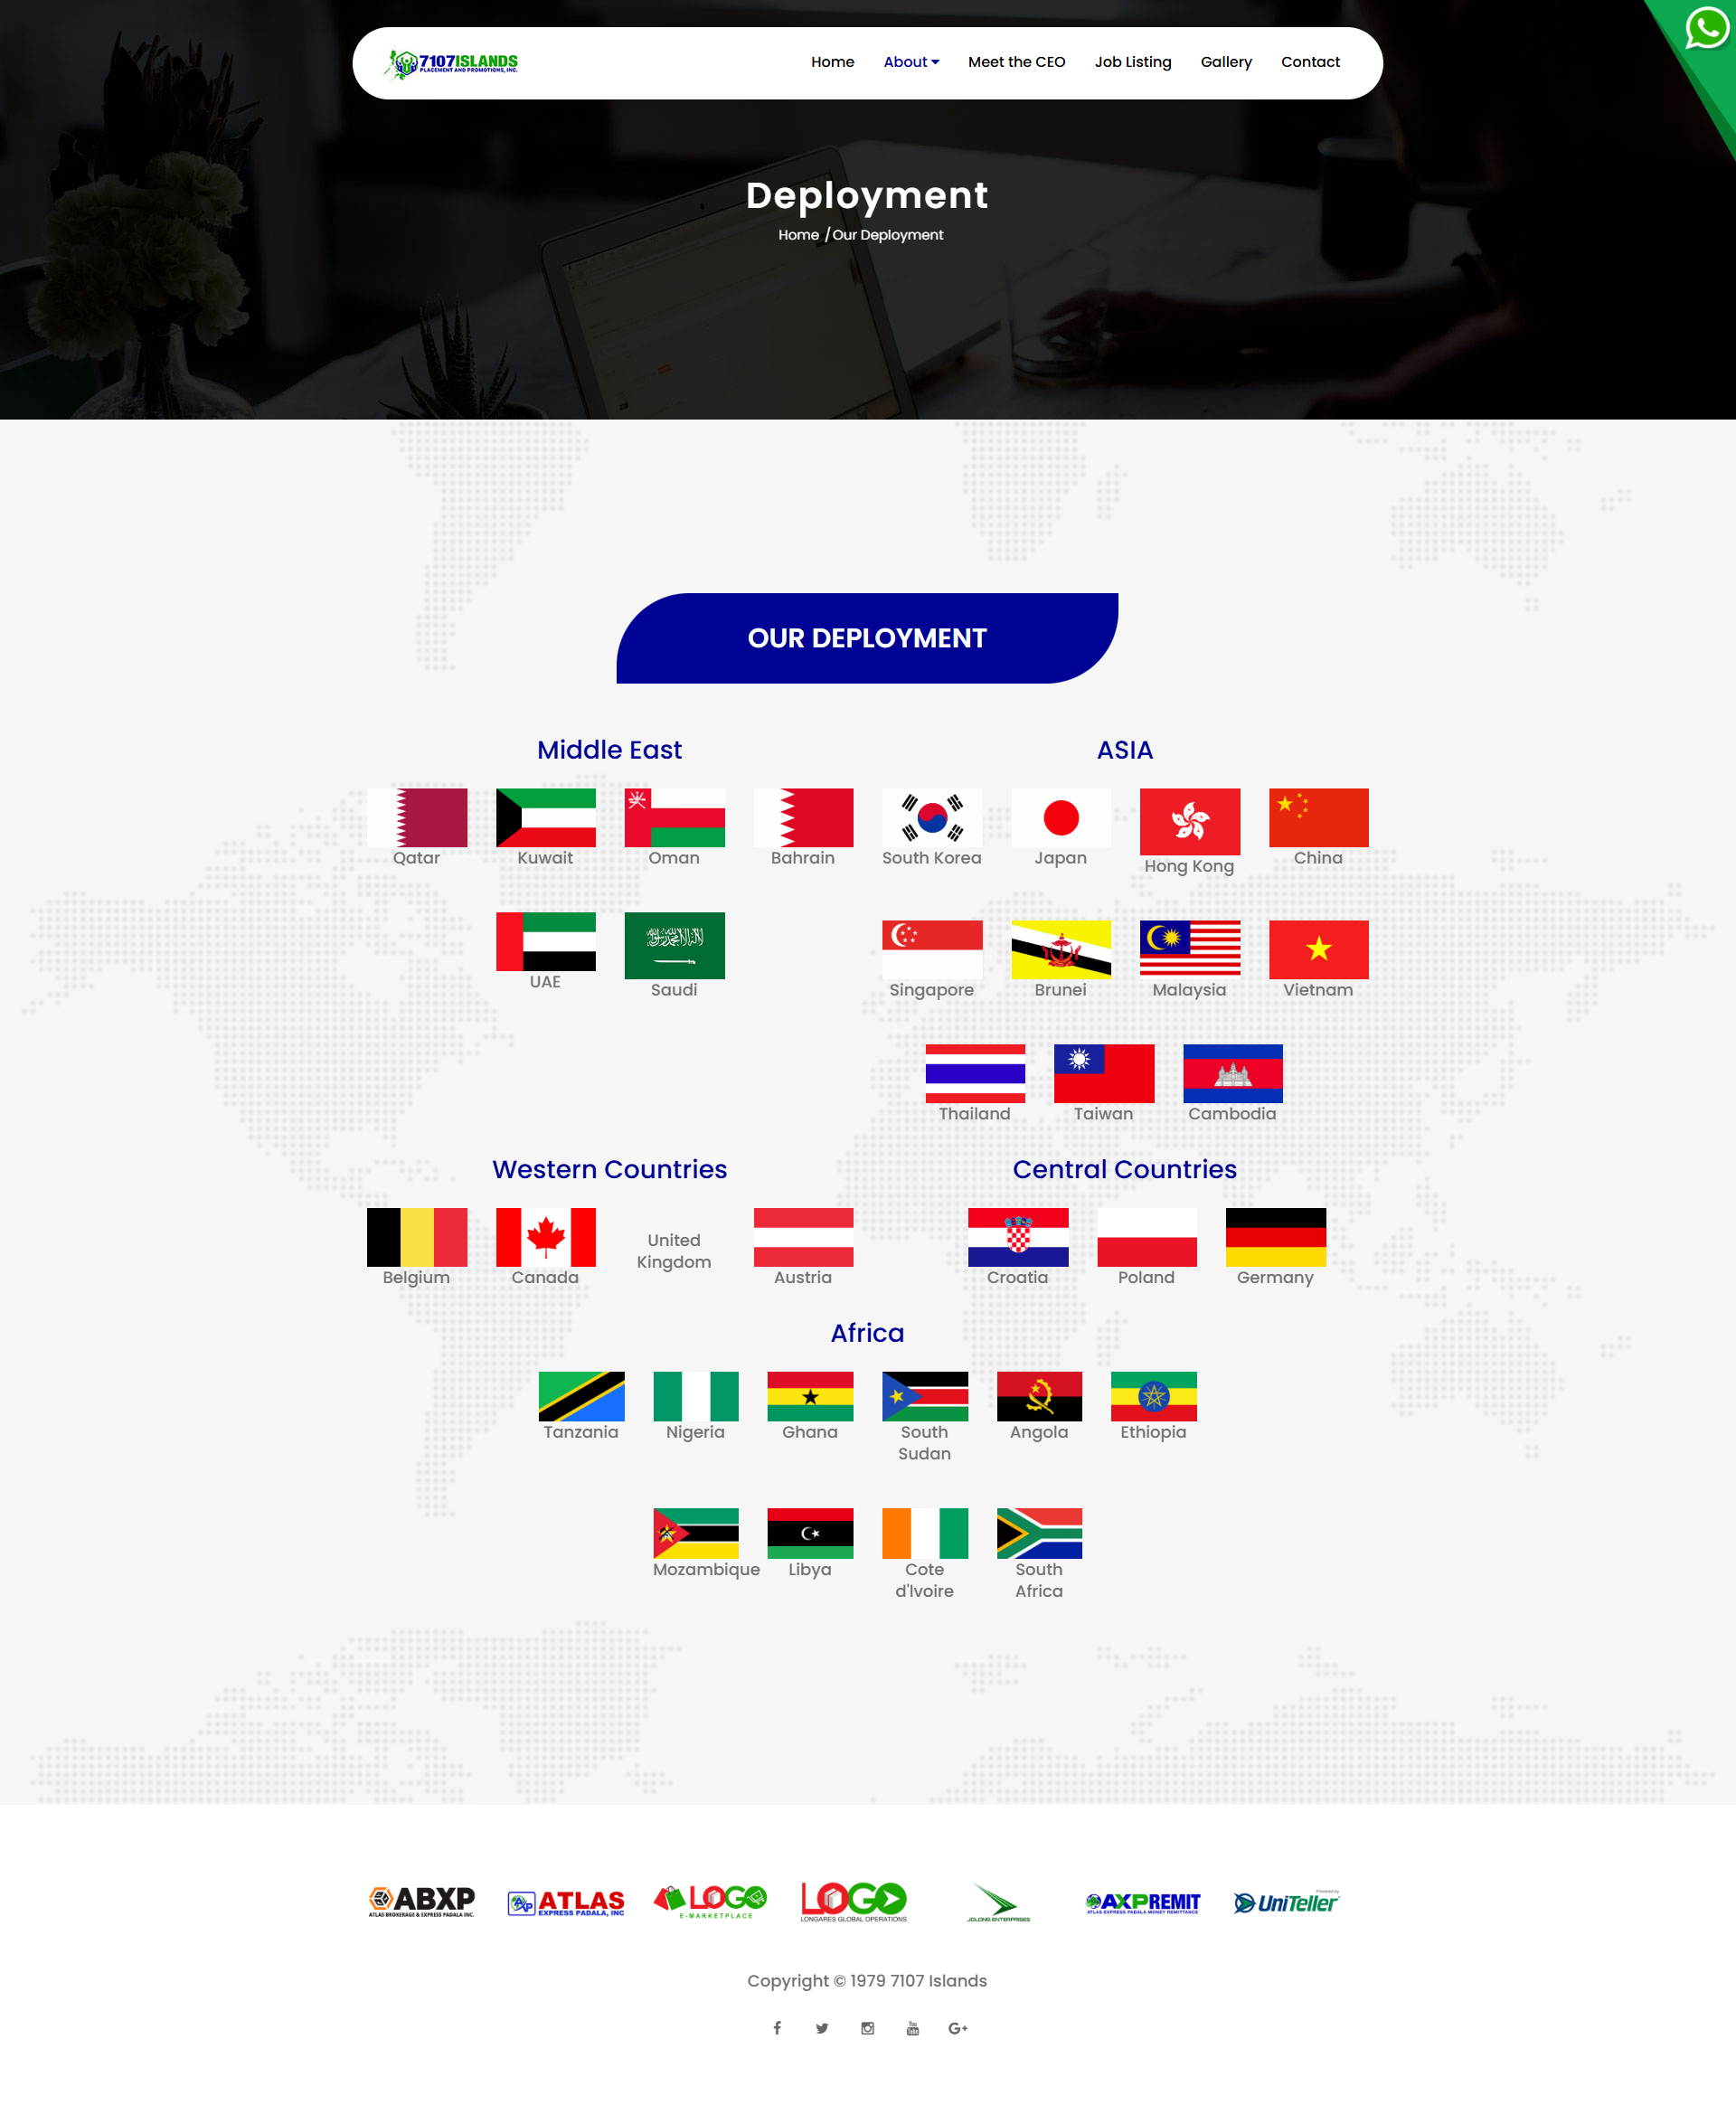 7107ISLANDS
PLACEMENT AND PROMOTIONS, INC.
Home
About
Meet the CEO
Job Listing
Gallery
Contact
Deployment
Home / Our Deployment
OUR DEPLOYMENT
Middle East
Qatar
Kuwait
Oman
Bahrain
UAE
Saudi
ASIA
South Korea
Japan
Hong Kong
China
Singapore
Brunei
Malaysia
Vietnam
Thailand
Taiwan
Cambodia
Western Countries
Belgium
Canada
United
Kingdom
Austria
Central Countries
Croatia
Poland
Germany
Africa
Tanzania
Nigeria
Ghana
South
Sudan
Angola
Ethiopia
Mozambique
Libya
Cote
d'Ivoire
South
Africa
ABXP
ATLAS BROKERAGE & EXPRESS PADALA INC.
AXP
ATLAS
EXPRESS PADALA, INC
LOGO
E-MARKETPLACE
LOGO
LONGARES GLOBAL OPERATIONS
JOLONG ENTERPRISES
AXPREMIT
ATLAS EXPRESS PADALA MONEY REMITTANCE
Powered by
UniTeller
Copyright © 1979 7107 Islands